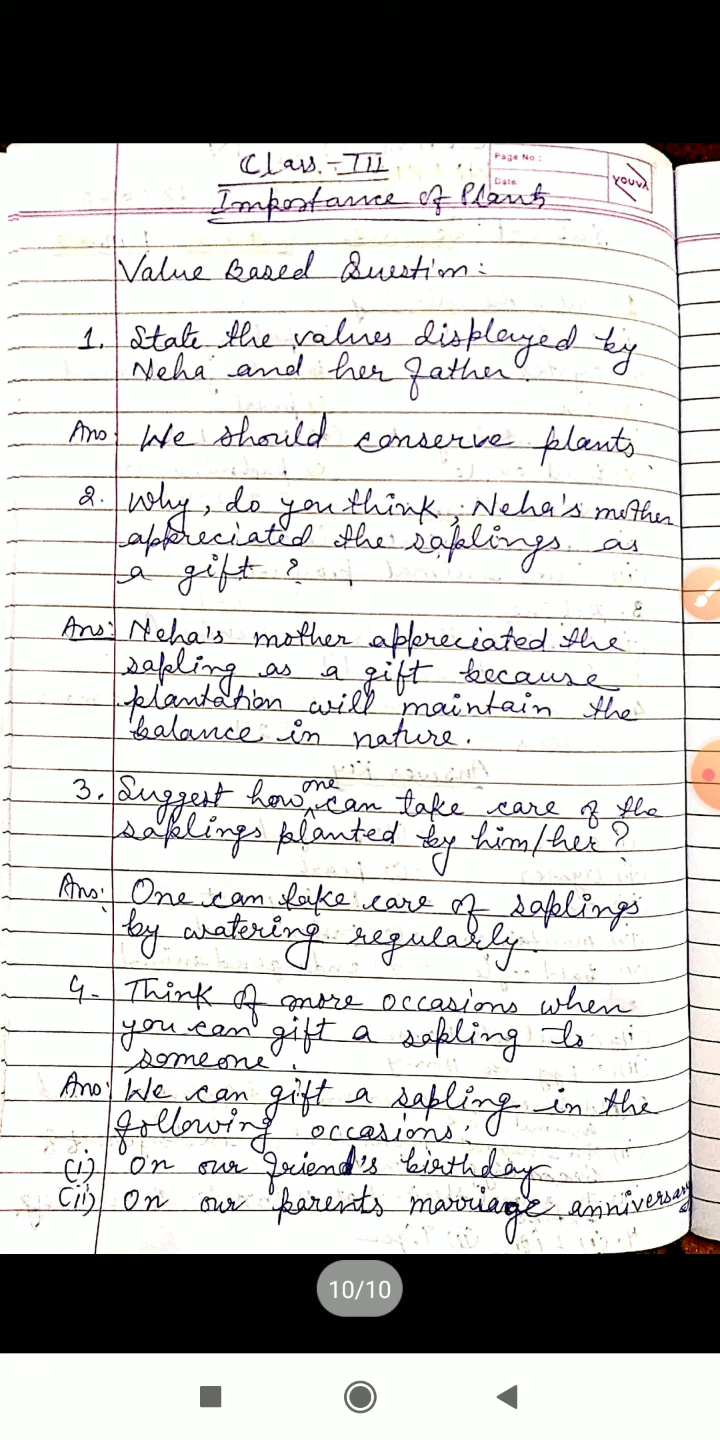 Class.-III
Page No.:
Date
YOUVA
Importance of Plants
Value Based Question:
1. State the values displayed by
Neha and her father.
Ans: We should conserve plants.
2. Why, do you think, Neha's mother
appreciated the saplings as
a gift?
Ans: Neha's mother appreciated the
sapling as a gift because
plantation will maintain the
balance in nature.
3. Suggest how one can take care of the
saplings planted by him/her?
Ans: One can take care of saplings
by watering regularly.
4- Think of more occasions when
you can gift a sapling to
someone.
Ans: We can gift a sapling in the
following occasions:
(i) On our friend's birthday
(ii) On our parents marriage anniversary
10/10